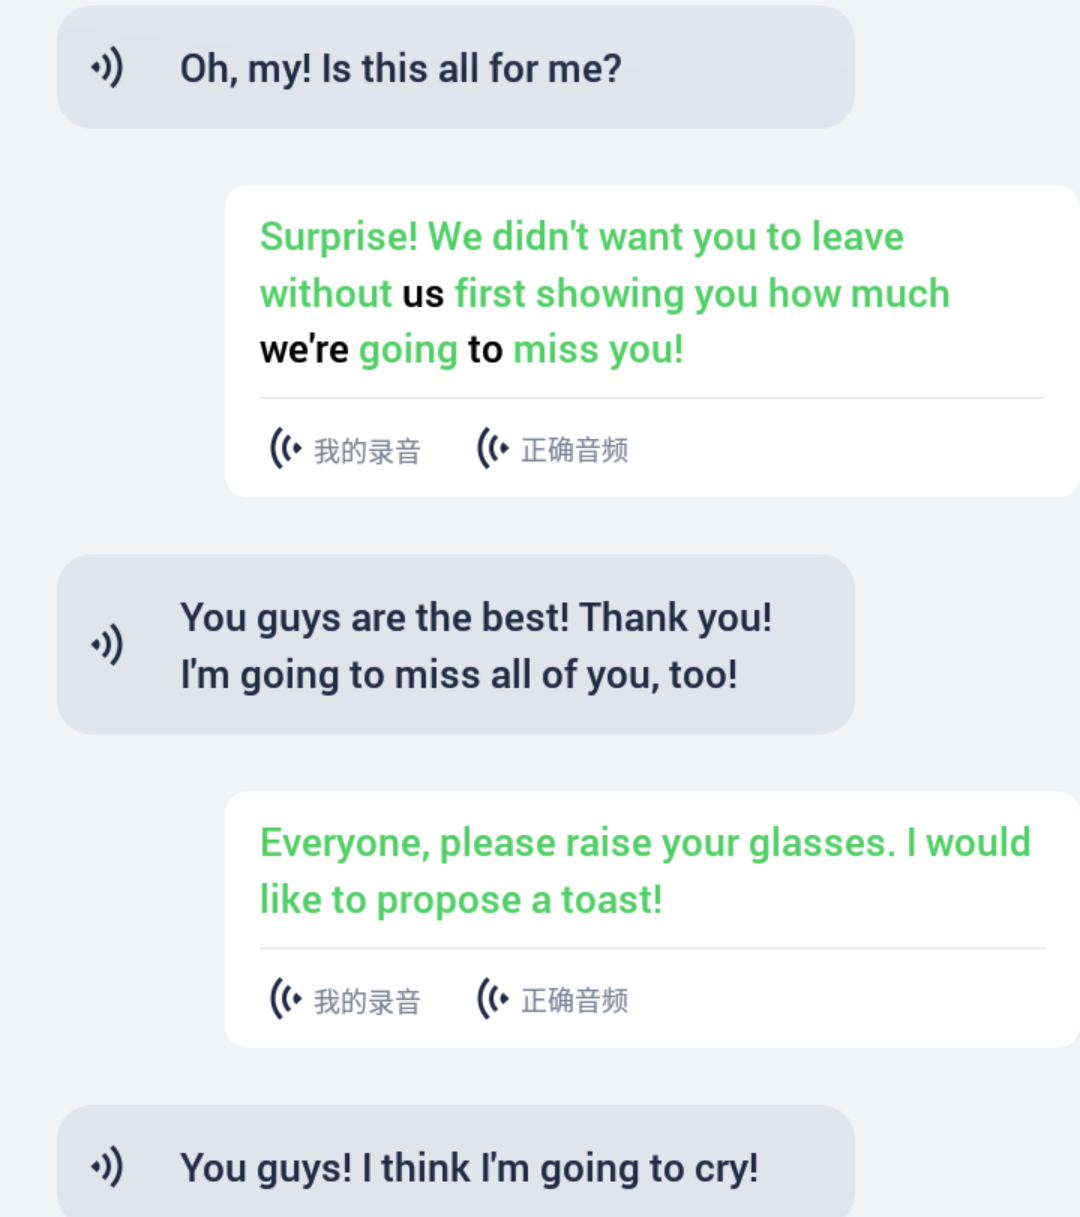 Oh, my! Is this all for me?
Surprise! We didn't want you to leave
without us first showing you how much
we're going to miss you!
我的录音 正确音频
You guys are the best! Thank you!
I'm going to miss all of you, too!
Everyone, please raise your glasses. I would
like to propose a toast!
我的录音 正确音频
You guys! I think I'm going to cry!